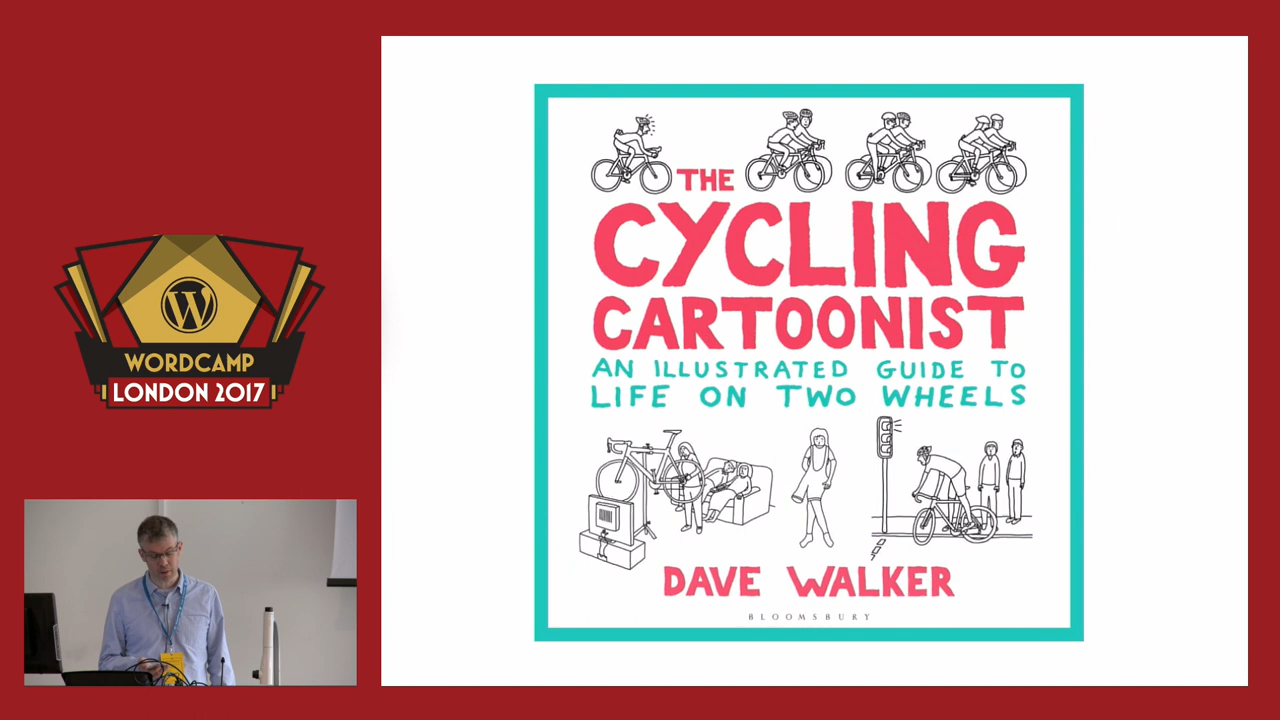 WORDCAMP
LONDON 2017
THE
CYCLING
CARTOONIST
AN ILLUSTRATED GUIDE TO
LIFE ON TWO WHEELS
DAVE WALKER
BLOOMSBURY